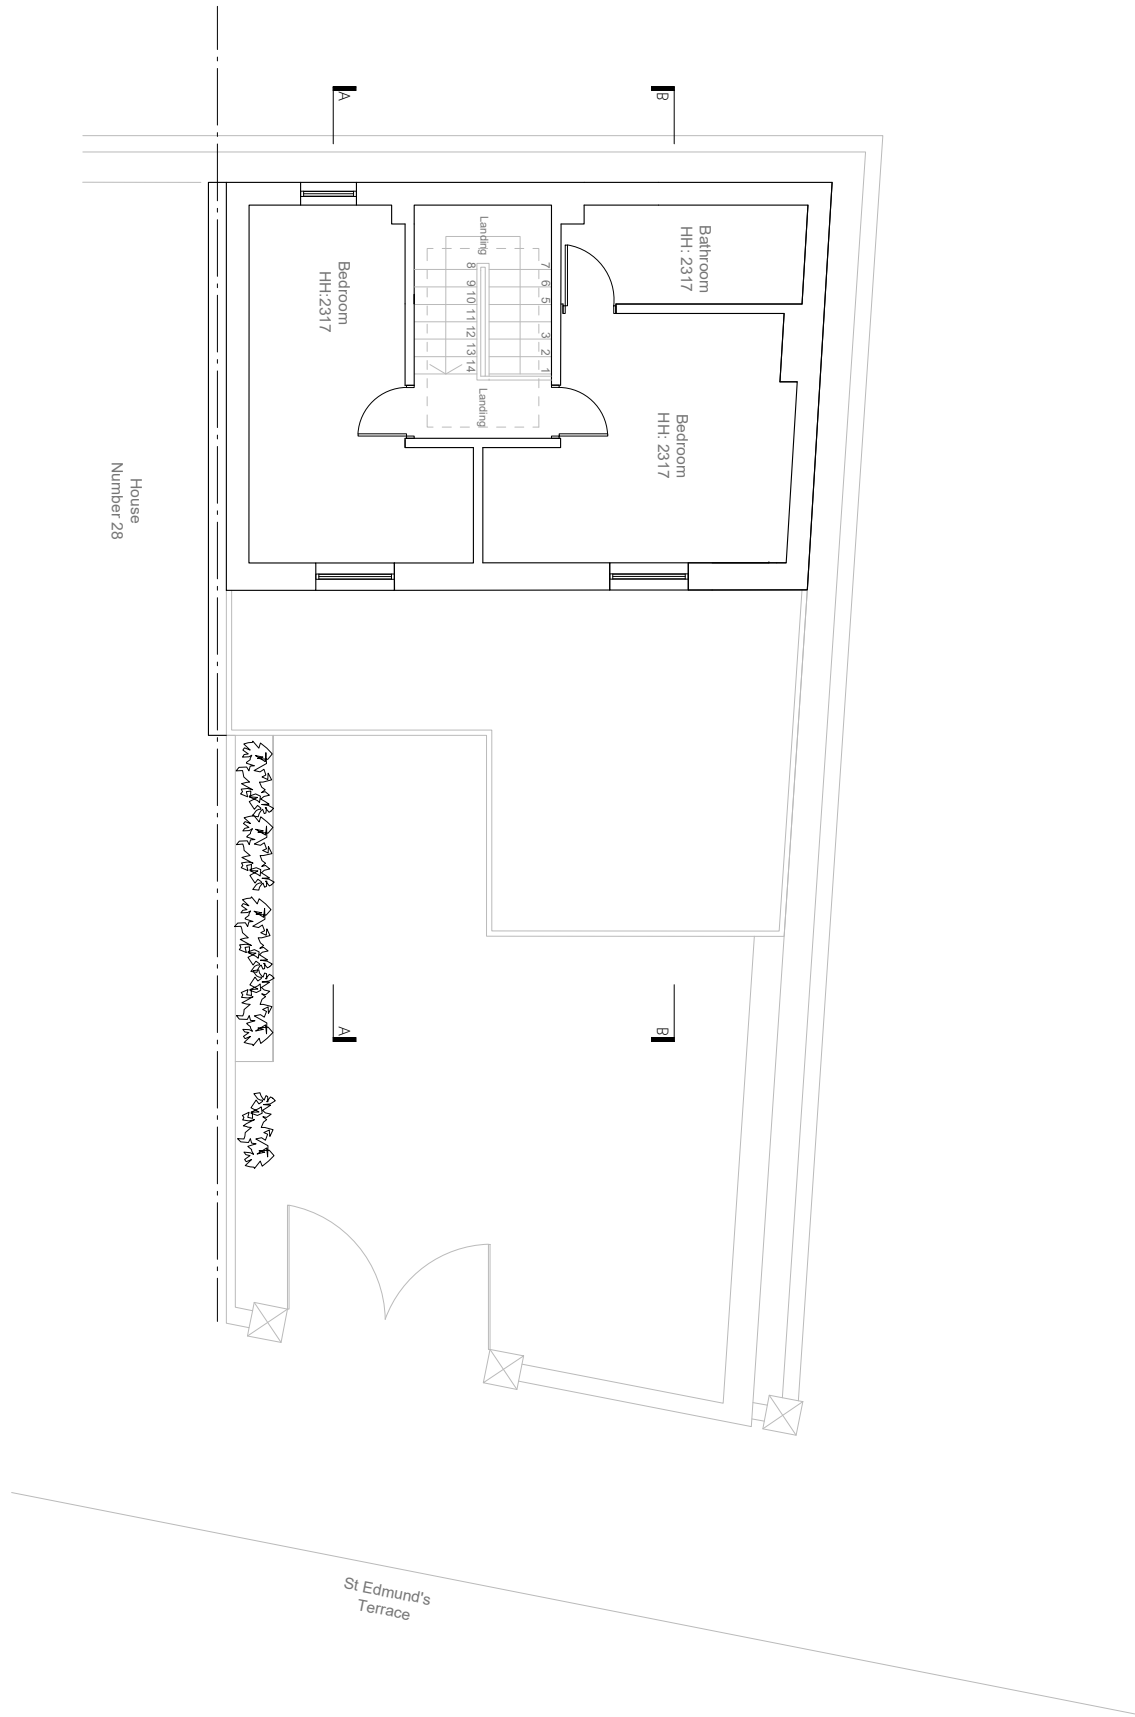 A
B
Landing
8
9
10
11
12
13
14
7
6
5
3
2
1
Landing
Bathroom
HH: 2317
Bedroom
HH:2317
Bedroom
HH: 2317
House
Number 28
A
B
St Edmund's
Terrace